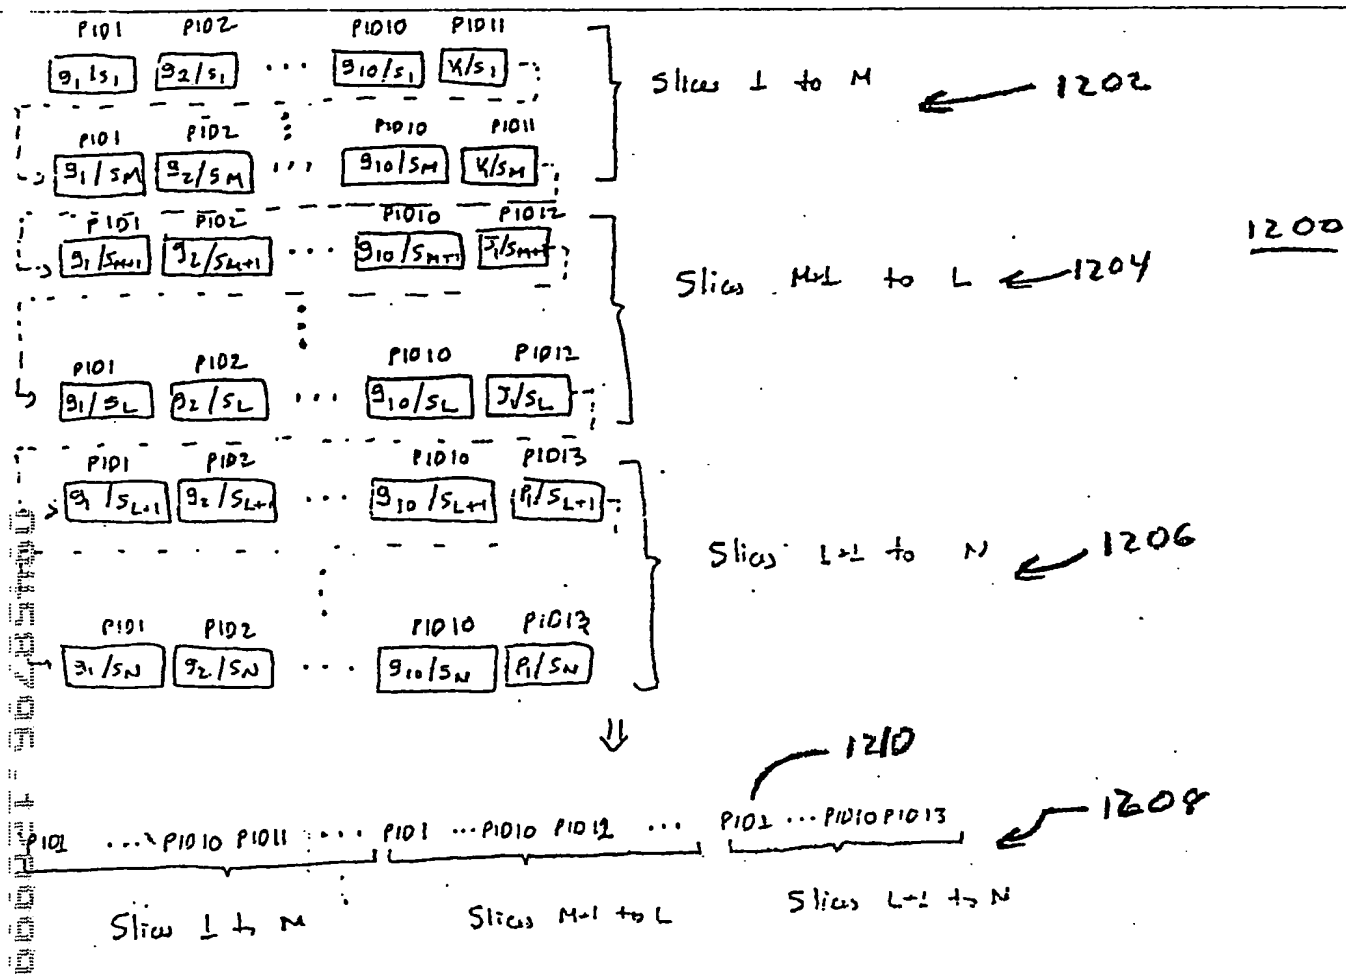 PID1 PID2 PID10 PID11
g1/s1 g2/s1 ... g10/s1 /s1
Slices 1 to M 1202
PID1 PID2 PID10 PID11
g1/SM g2/SM ... g10/SM /SM
PID1 PID2 PID10 PID12
g1/SM+1 g2/SM+1 ... g10/SM+1 /SM+1
1200
Slices M+1 to L 1204
PID1 PID2 PID10 PID12
g1/SL g2/SL ... g10/SL /SL
PID1 PID2 PID10 PID13
g1/SL+1 g2/SL+1 ... g10/SL+1 P1/SL+1
Slices L+1 to N 1206
PID1 PID2 PID10 PID13
g1/SN g2/SN ... g10/SN P1/SN
⇓
1210
1208
PID1 ... PID10 PID11 ... PID1 ... PID10 PID12 ... PID1 ... PID10 PID13
Slices 1 to M Slices M+1 to L Slices L+1 to N